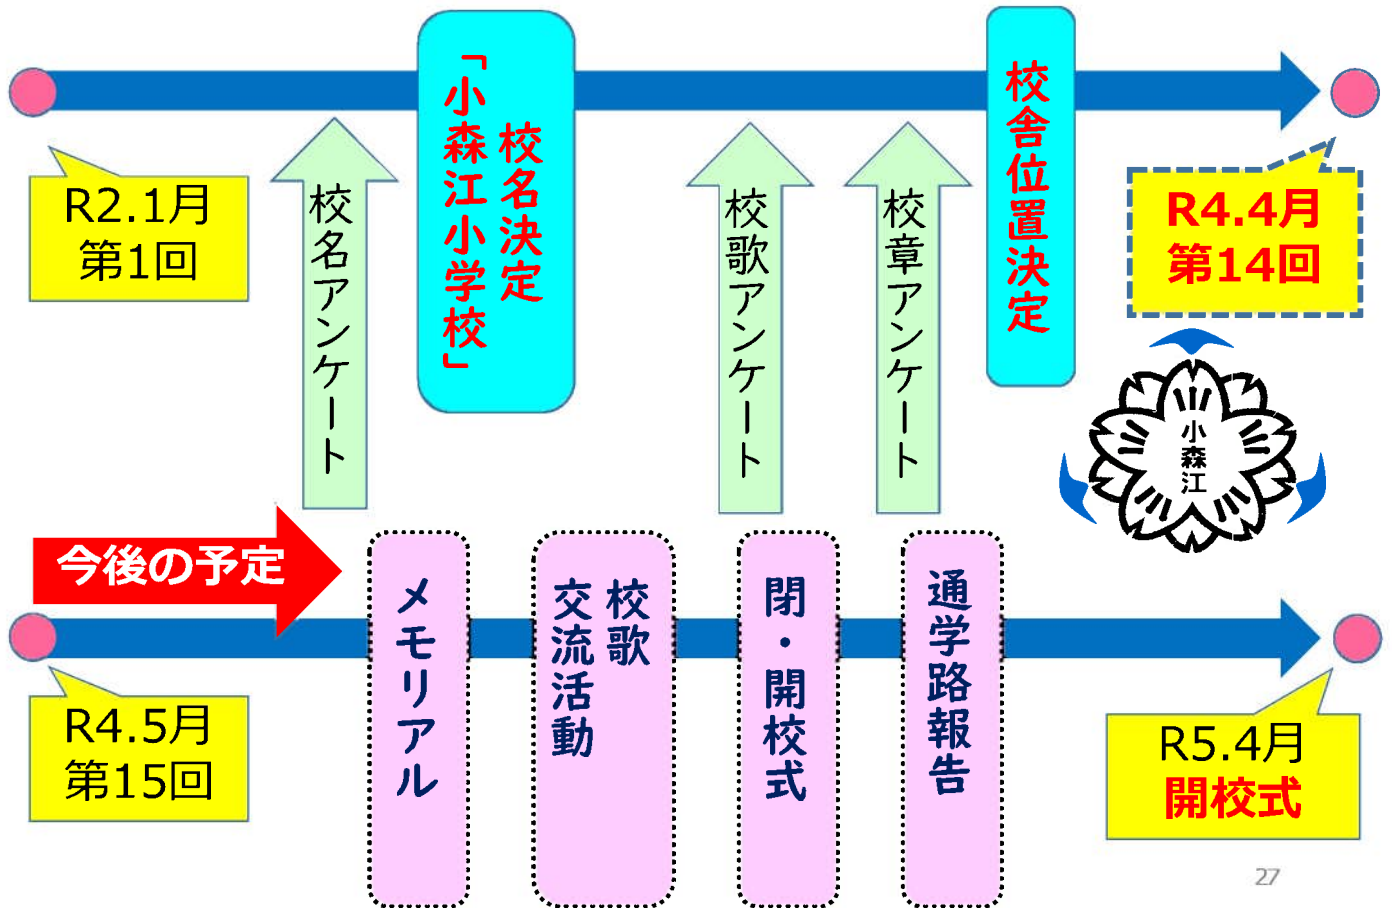 R2.1月
第1回
校名アンケート
校名決定
「小森江小学校」
校歌アンケート
校章アンケート
校舎位置決定
R4.4月
第14回
小森江
今後の予定
R4.5月
第15回
メモリアル
校歌
交流活動
閉・開校式
通学路報告
R5.4月
開校式
27